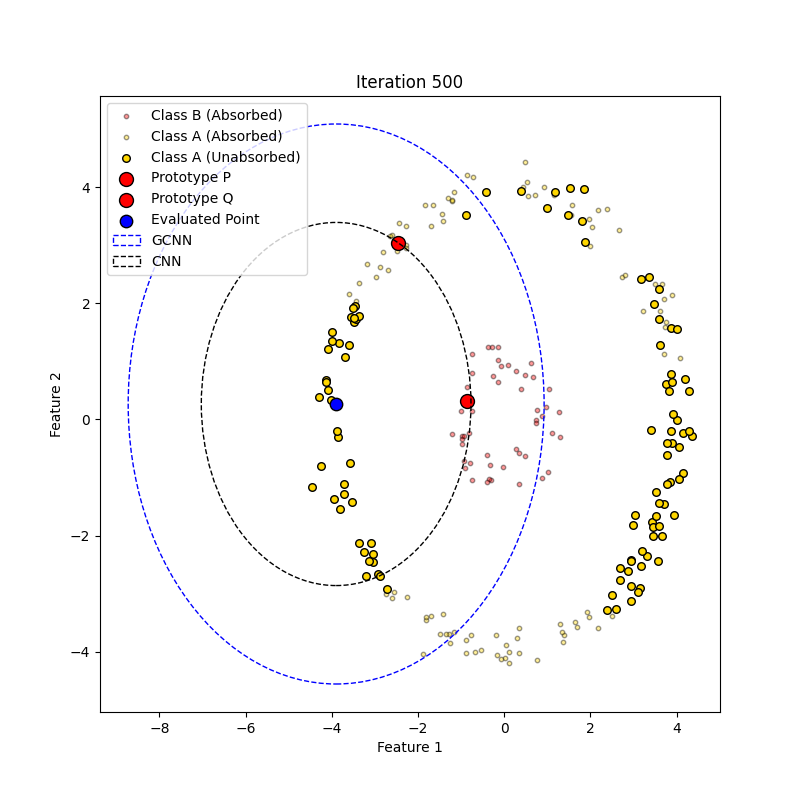 Iteration 500
Class B (Absorbed)
Class A (Absorbed)
Class A (Unabsorbed)
Prototype P
Prototype Q
Evaluated Point
GCNN
CNN
4
2
0
−2
−4
Feature 2
−8
−6
−4
−2
0
2
4
Feature 1